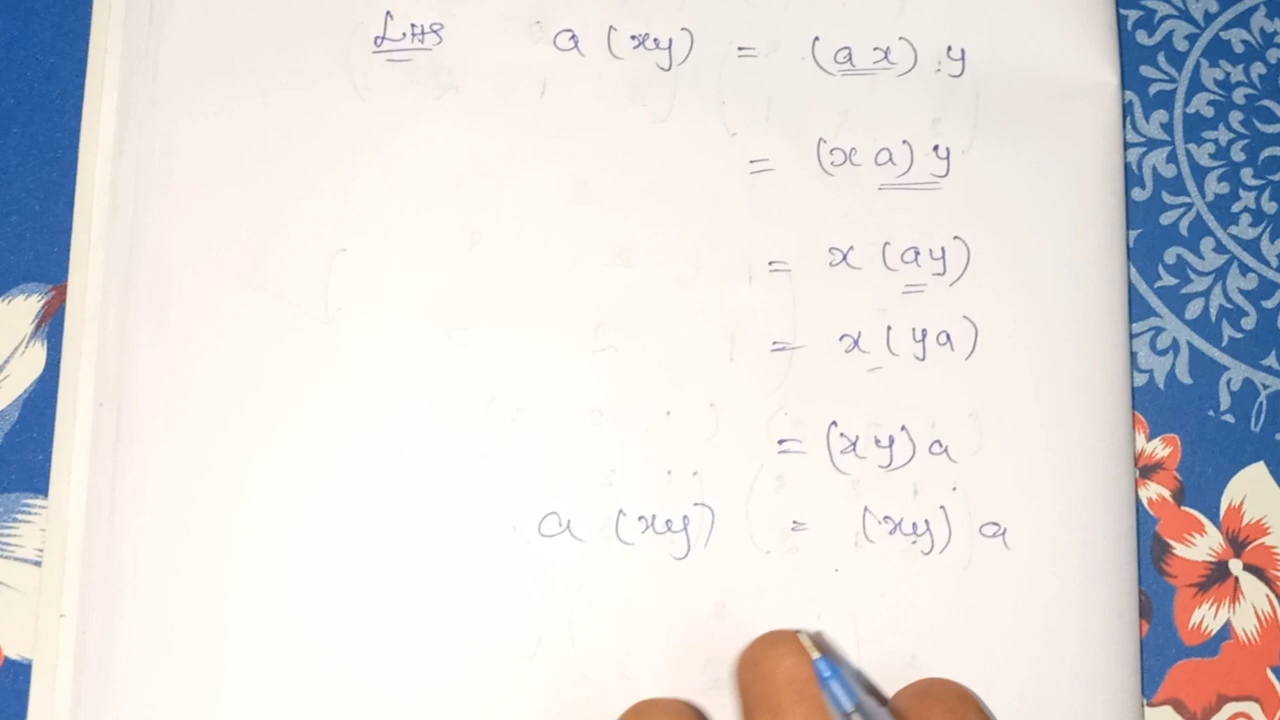 LHS a (xy) = (ax).y
= (xa)y
= x (ay)
= x (ya)
= (xy)a
a (xy) = (xy) a